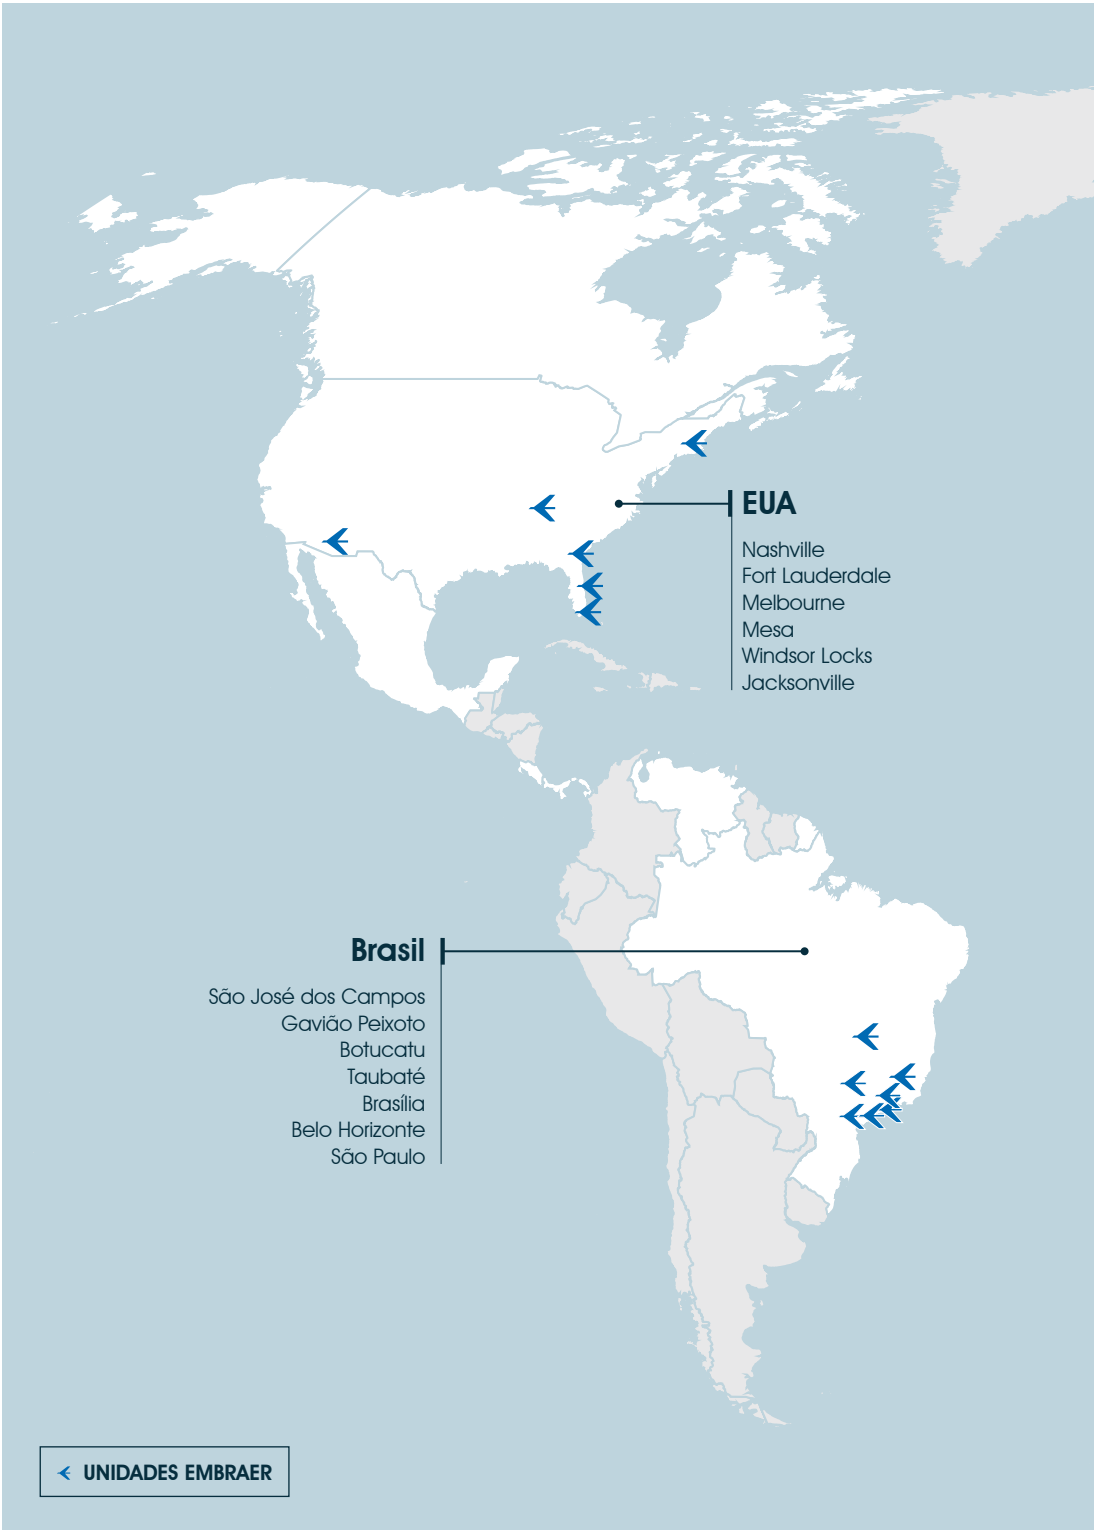 EUA
Nashville
Fort Lauderdale
Melbourne
Mesa
Windsor Locks
Jacksonville
Brasil
São José dos Campos
Gavião Peixoto
Botucatu
Taubaté
Brasília
Belo Horizonte
São Paulo
UNIDADES EMBRAER